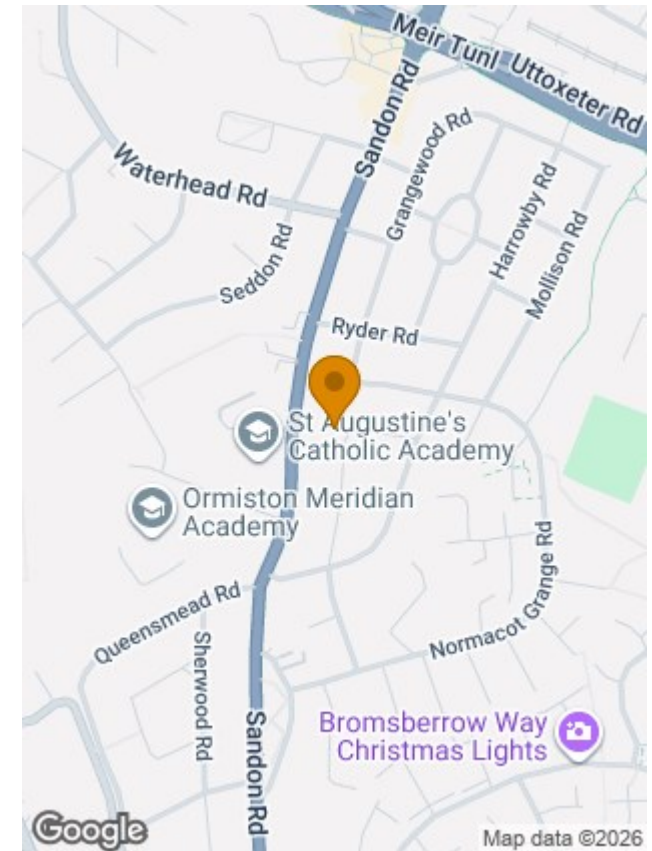 Meir Tunl Uttoxeter Rd
Sandon Rd
Grangewood Rd
Waterhead Rd
Harrowby Rd
Mollison Rd
Seddon Rd
Ryder Rd
St Augustine's
Catholic Academy
Ormiston Meridian
Academy
Queensmead Rd
Sherwood Rd
Normacot Grange Rd
Sandon Rd
Bromsberrow Way
Christmas Lights
Google
Map data ©2026